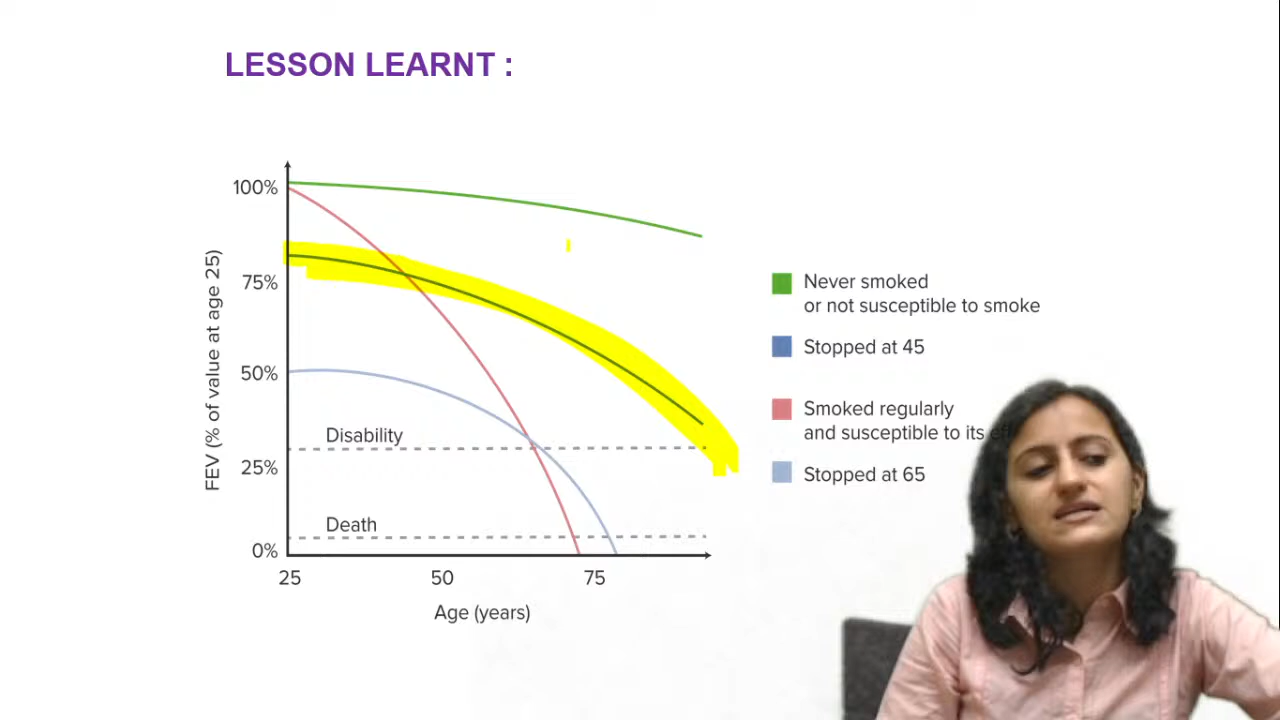 LESSON LEARNT :
100%
75%
50%
25%
0%
FEV (% of value at age 25)
Disability
Death
25 50 75
Age (years)
Never smoked
or not susceptible to smoke
Stopped at 45
Smoked regularly
and susceptible to its
Stopped at 65